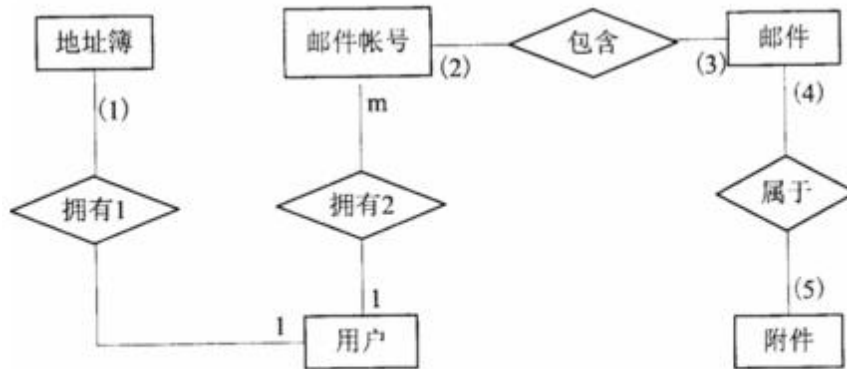 地址簿
邮件帐号
(2)
包含
(3)
邮件
(1)
m
(4)
拥有1
拥有2
属于
1
1
用户
(5)
附件